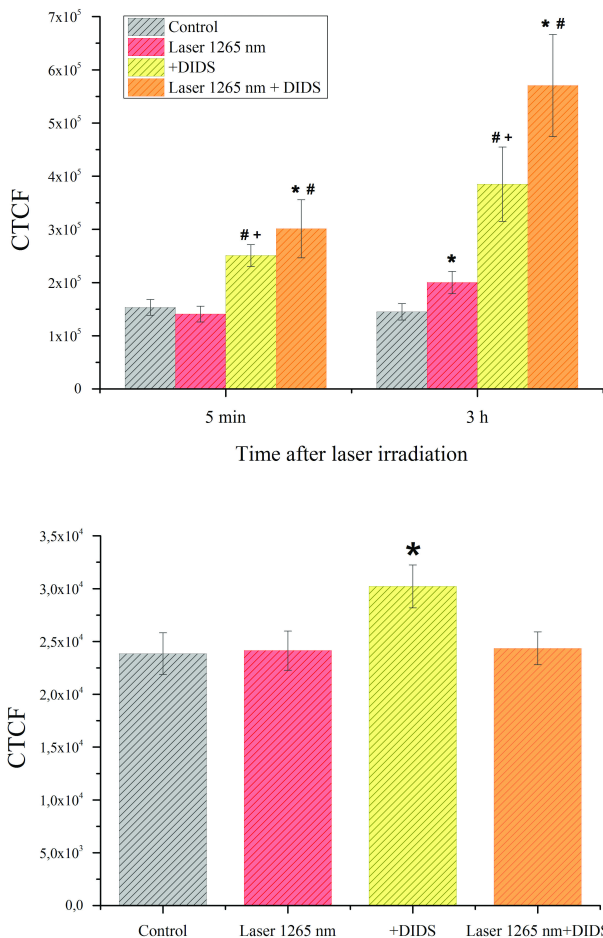 7x10⁵
6x10⁵
5x10⁵
4x10⁵
3x10⁵
2x10⁵
1x10⁵
0
CTCF
Control
Laser 1265 nm
+DIDS
Laser 1265 nm + DIDS
# +
* #
*
# +
* #
5 min
3 h
Time after laser irradiation
3,5x10⁴
3,0x10⁴
2,5x10⁴
2,0x10⁴
1,5x10⁴
1,0x10⁴
5,0x10³
0,0
CTCF
*
Control
Laser 1265 nm
+DIDS
Laser 1265 nm+DIDS